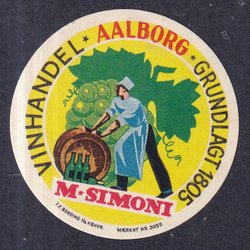 VINHANDEL ★ AALBORG ★ GRUNDLAGT 1805
M★SIMONI
MÆRKAT NR. 3055